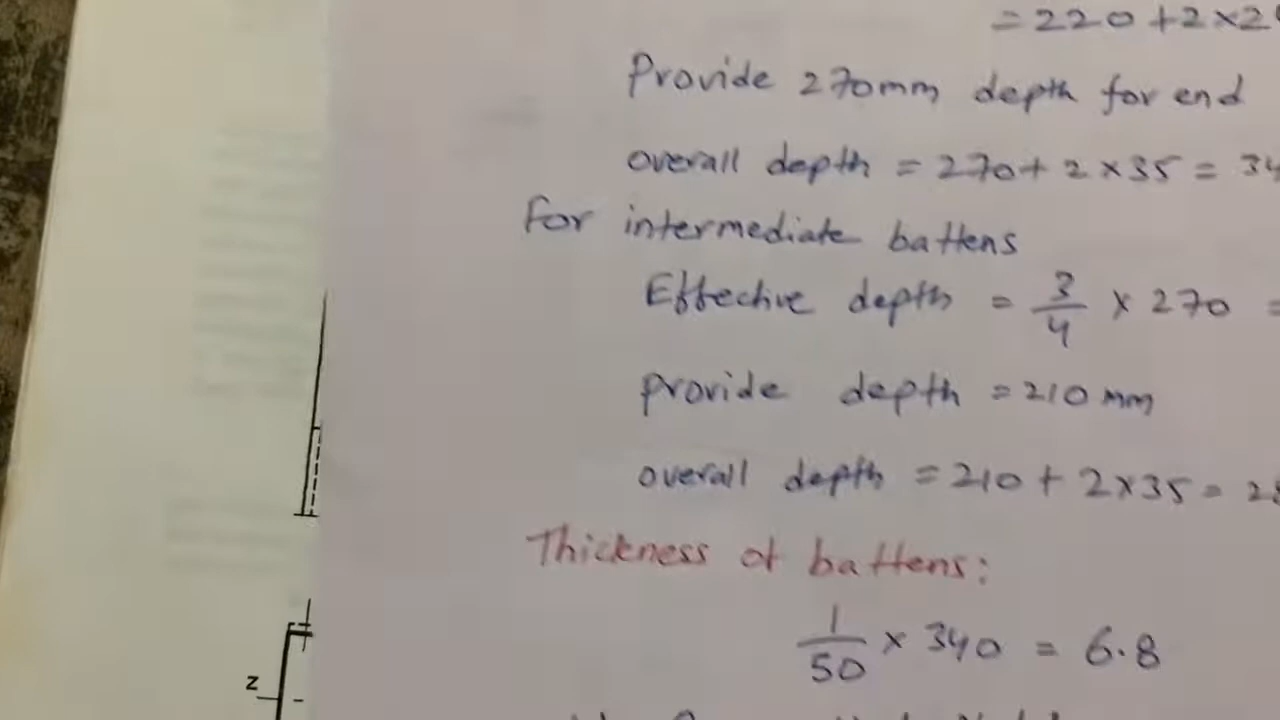 = 220 + 2 × 2
Provide 270mm depth for end
overall depth = 270 + 2 × 35 = 34
For intermediate battens
Effective depth = 3/4 × 270 =
provide depth = 210 mm
overall depth = 210 + 2 × 35 = 28
Thickness of battens:
1/50 × 340 = 6.8
z